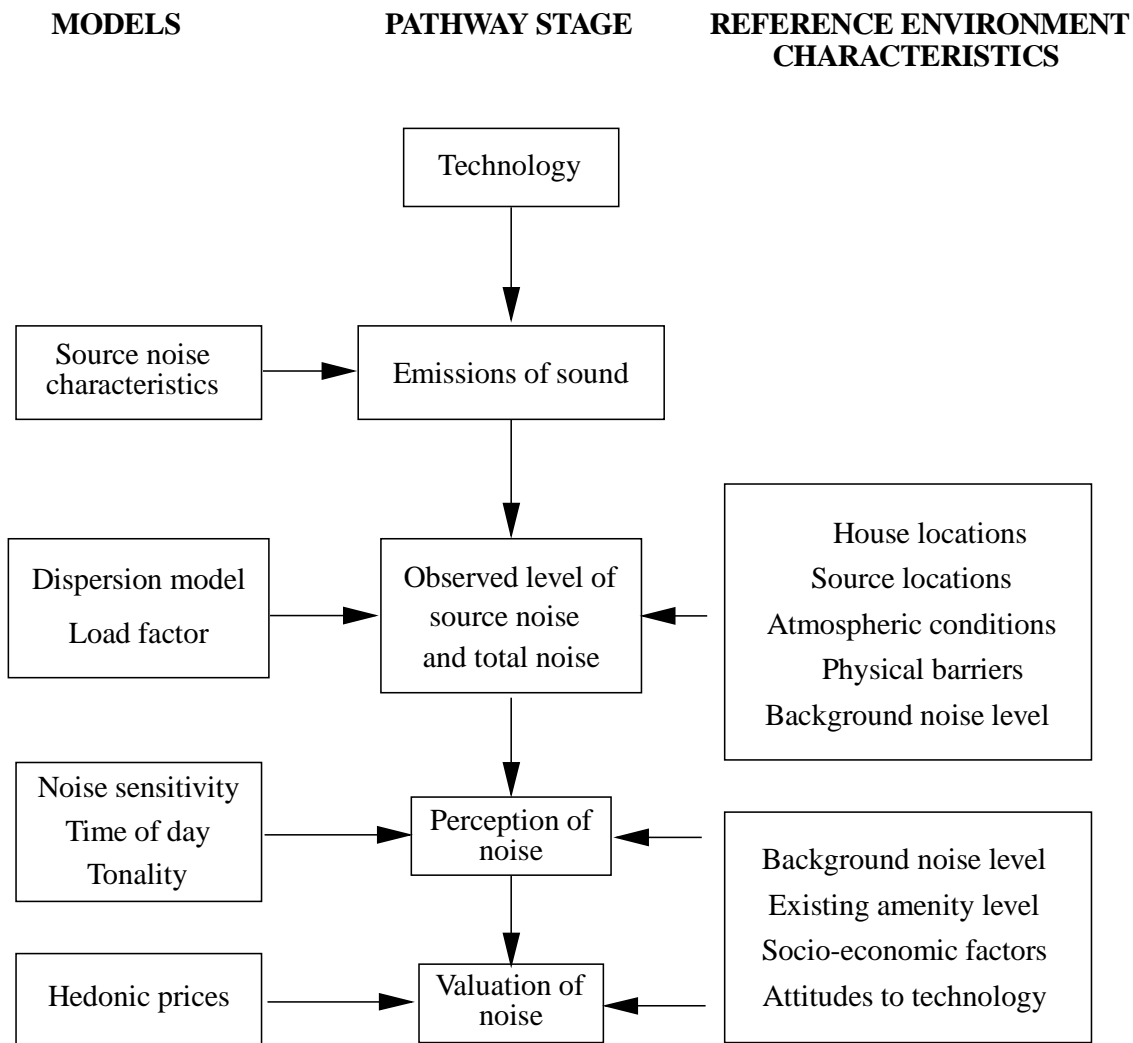 MODELS
PATHWAY STAGE
REFERENCE ENVIRONMENT
CHARACTERISTICS
Technology
Source noise
characteristics
Emissions of sound
Dispersion model
Load factor
Observed level of
source noise
and total noise
House locations
Source locations
Atmospheric conditions
Physical barriers
Background noise level
Noise sensitivity
Time of day
Tonality
Perception of
noise
Background noise level
Existing amenity level
Socio-economic factors
Attitudes to technology
Hedonic prices
Valuation of
noise